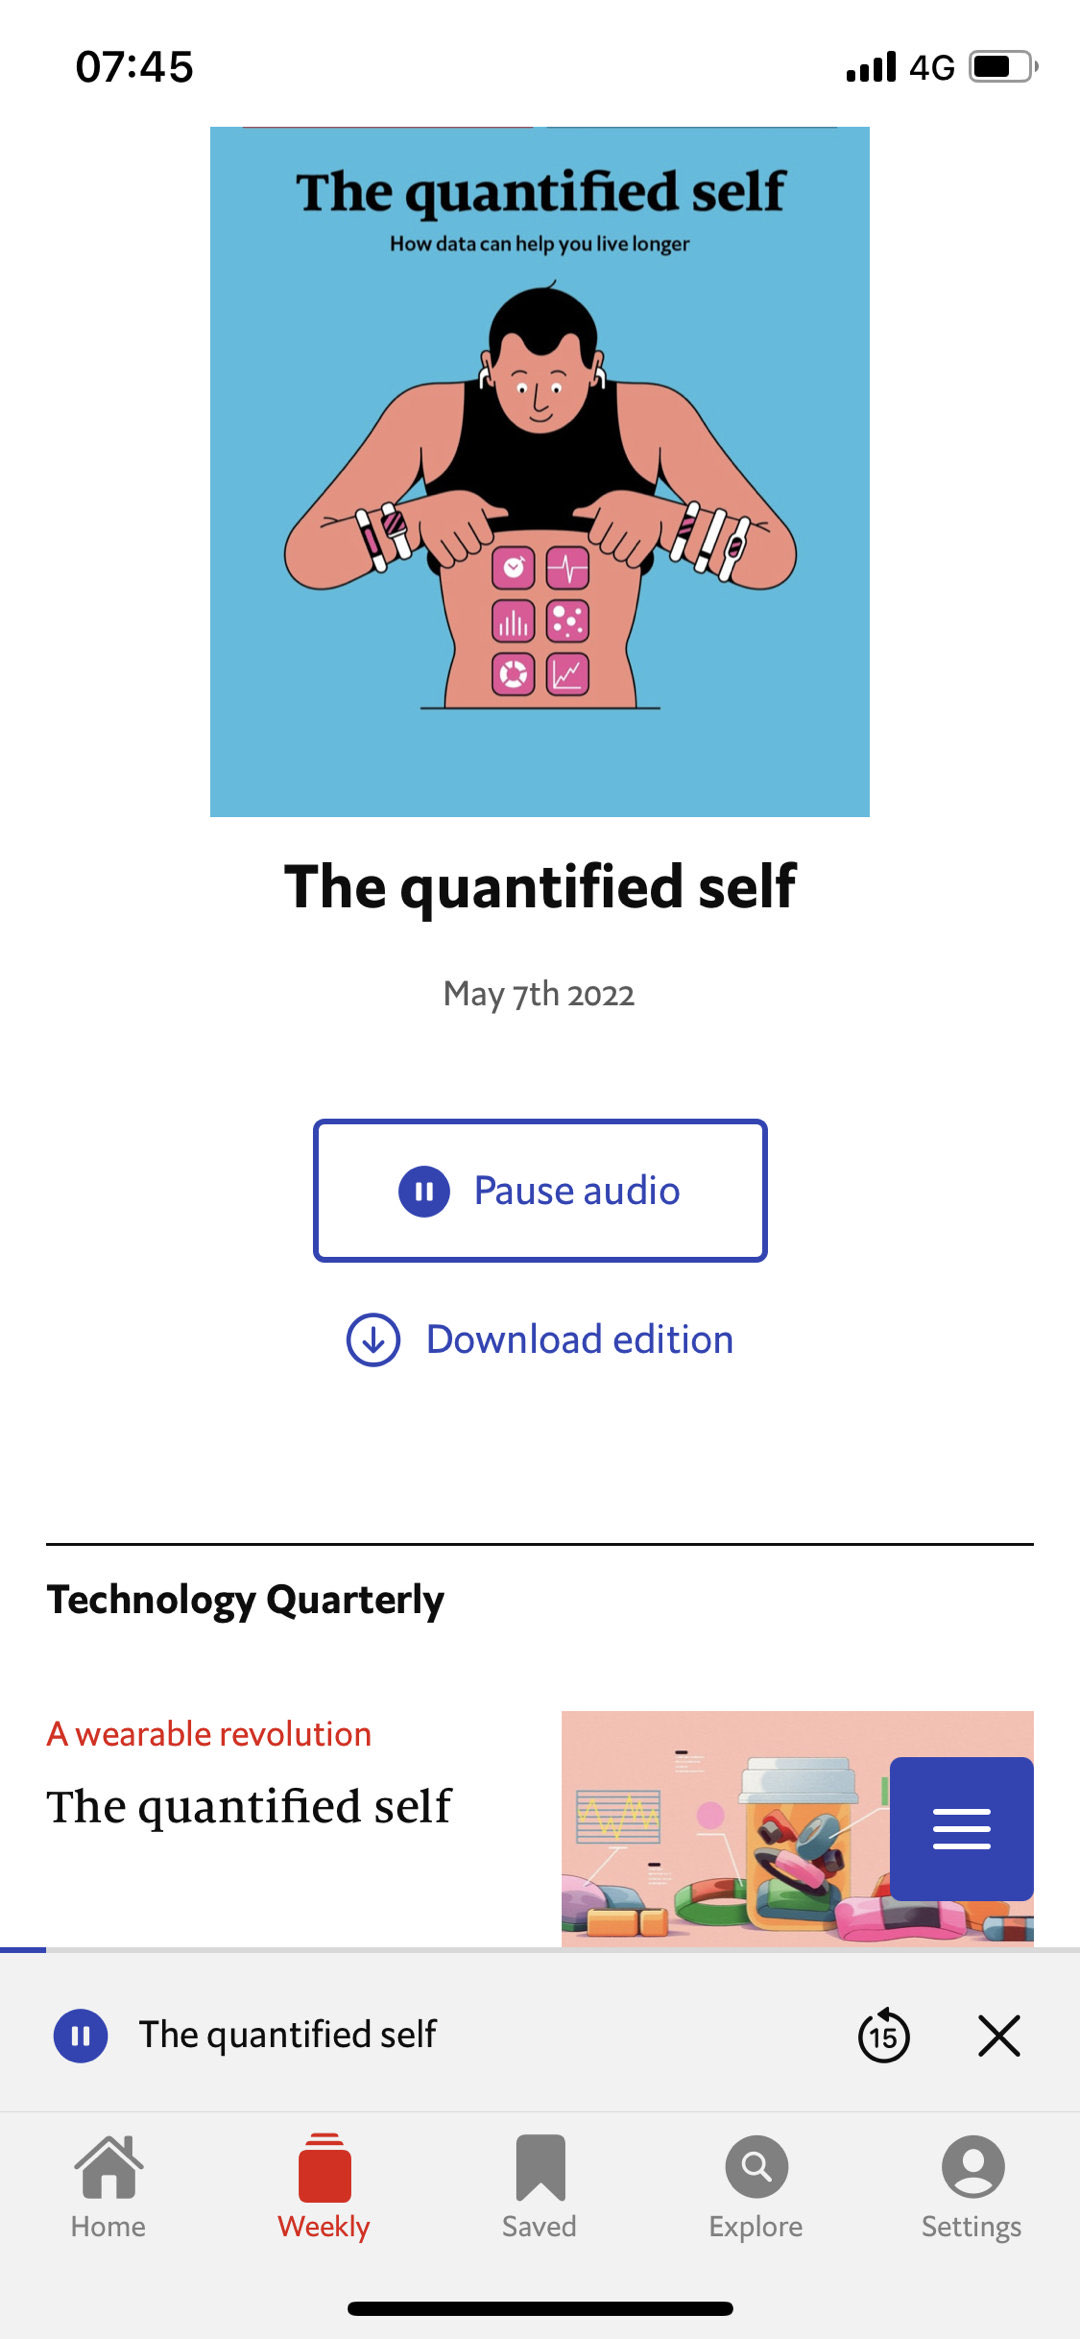 07:45
4G
The quantified self
How data can help you live longer
The quantified self
May 7th 2022
Pause audio
Download edition
Technology Quarterly
A wearable revolution
The quantified self
The quantified self
15
Home
Weekly
Saved
Explore
Settings